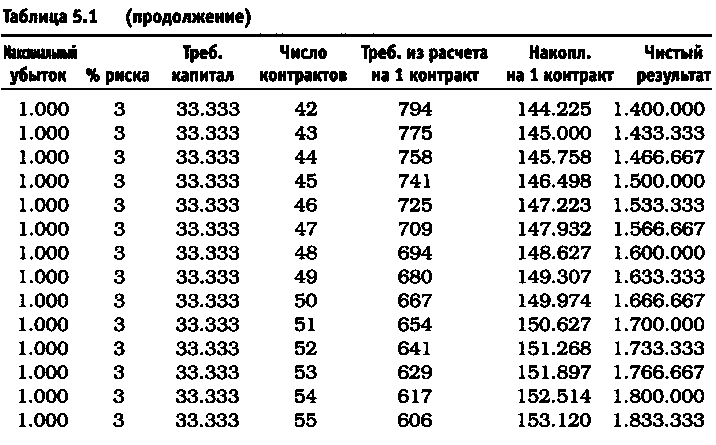 Таблица 5.1 (продолжение)
Максимальный Треб. Число Треб. из расчета Накопл. Чистый
убыток % риска капитал контрактов на 1 контракт на 1 контракт результат
1.000 3 33.333 42 794 144.225 1.400.000
1.000 3 33.333 43 775 145.000 1.433.333
1.000 3 33.333 44 758 145.758 1.466.667
1.000 3 33.333 45 741 146.498 1.500.000
1.000 3 33.333 46 725 147.223 1.533.333
1.000 3 33.333 47 709 147.932 1.566.667
1.000 3 33.333 48 694 148.627 1.600.000
1.000 3 33.333 49 680 149.307 1.633.333
1.000 3 33.333 50 667 149.974 1.666.667
1.000 3 33.333 51 654 150.627 1.700.000
1.000 3 33.333 52 641 151.268 1.733.333
1.000 3 33.333 53 629 151.897 1.766.667
1.000 3 33.333 54 617 152.514 1.800.000
1.000 3 33.333 55 606 153.120 1.833.333